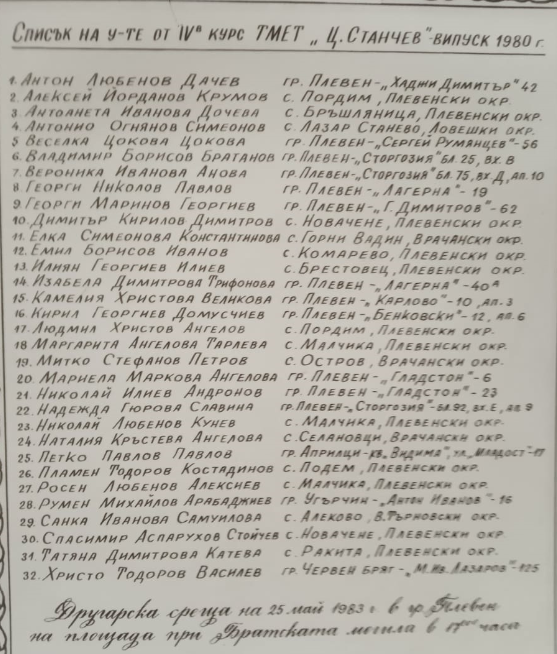 Списък на у-те от IVᵃ курс ТМЕТ „Ц. Станчев"-випуск 1980 г.
1. Антон Любенов Дачев гр. Плевен-„Хаджи Димитър" 42
2. Алексей Йорданов Крумов с. Пордим, Плевенски окр.
3. Антоанета Иванова Дочева с. Бръшляница, Плевенски окр.
4. Антонио Огнянов Симеонов с. Лазар Станево, Ловешки окр.
5 Веселка Цокова Цокова гр. Плевен-„Сергей Румянцев"-56
6. Владимир Борисов Братанов гр. Плевен-„Сторгозия" бл. 25, вх. В
7. Вероника Иванова Анова гр. Плевен-„Сторгозия" бл. 75, вх Д, ап. 10
8. Георги Николов Павлов гр. Плевен-„Лагерна"- 19
9. Георги Маринов Георгиев гр. Плевен-„Г. Димитров"-62
10. Димитър Кирилов Димитров с. Новачене, Плевенски окр.
11. Елка Симеонова Константинова с. Горни Вадин, Врачански окр.
12. Емил Борисов Иванов с. Комарево, Плевенски окр.
13. Илиян Георгиев Илиев с. Брестовец, Плевенски окр.
14. Изабела Димитрова Трифонова гр. Плевен - „Лагерна" -40ᴬ
15. Камелия Христова Великова гр. Плевен -„Карлово"-10, ап. 3
16. Кирил Георгиев Домусчиев гр. Плевен -„Бенковски"- 12, ап. 6
17. Людмил Христов Ангелов с. Пордим, Плевенски окр.
18 Маргарита Ангелова Тарлева с. Малчика, Плевенски окр.
19. Митко Стефанов Петров с. Остров, Врачански окр.
20. Мариела Маркова Ангелова гр. Плевен -„Гладстон"-6
21. Николай Илиев Андронов гр. Плевен -„Гладстон"- 23
22. Надежда Гюрова Славина гр. Плевен-„Сторгозия"-бл. 92, вх. Е, ап. 9
23. Николай Любенов Кунев с. Малчика, Плевенски окр.
24. Наталия Кръстева Ангелова с. Селановци, Врачански окр.
25. Петко Павлов Павлов гр. Априлци-кв. Видима", ул. „Младост"-17
26. Пламен Тодоров Костадинов с. Подем, Плевенски окр.
27. Росен Любенов Алексиев с. Малчика, Плевенски окр.
28. Румен Михайлов Арабаджиев гр. Угърчин -„Антон Иванов"- 16
29. Санка Иванова Самуилова с. Алеково, В.Търновски окр.
30. Спасимир Аспарухов Стойчев с. Новачене, Плевенски окр.
31. Татяна Димитрова Катева с. Ракита, Плевенски окр.
32. Христо Тодоров Василев гр. Червен бряг -„М. Ив. Лазаров"-125
Другарска среща на 25 май 1983 г в гр. Плевен
на площада при Братската могила в 17ººчаса